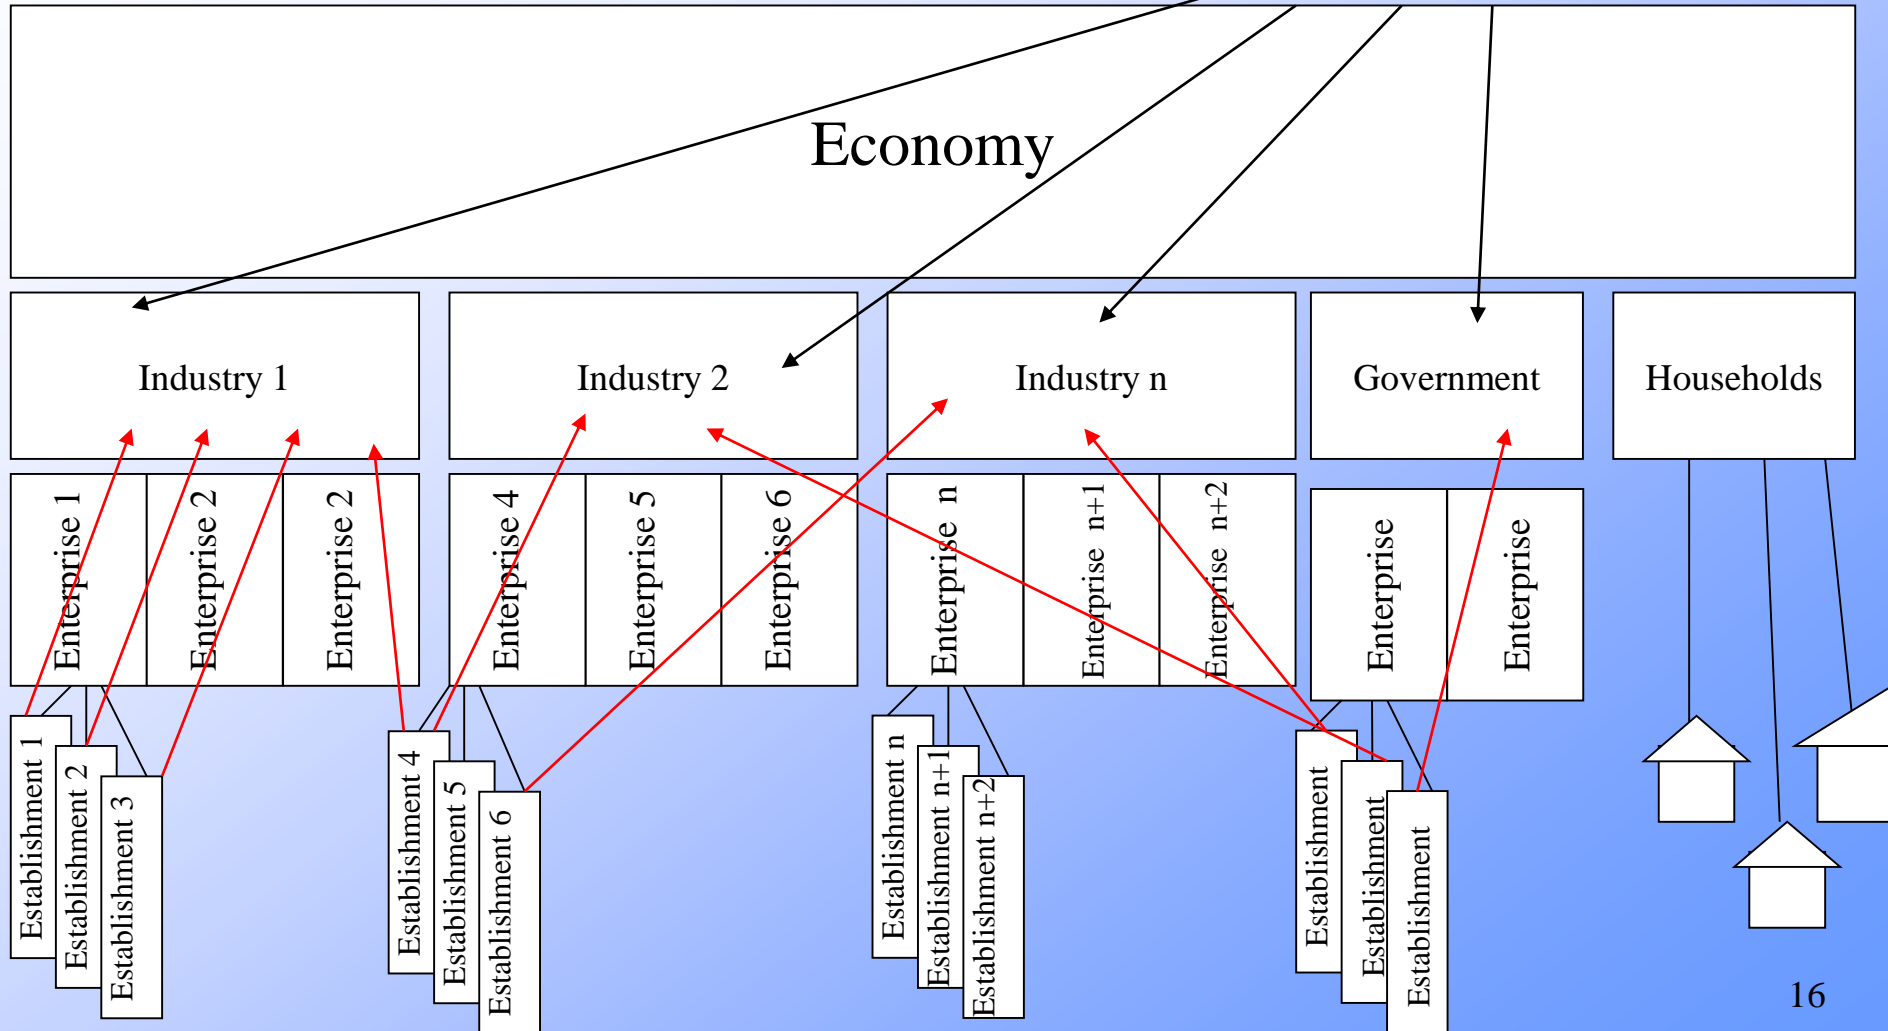 Economy
Industry 1
Industry 2
Industry n
Government
Households
Enterprise 1
Enterprise 2
Enterprise 2
Enterprise 4
Enterprise 5
Enterprise 6
Enterprise n
Enterprise n+1
Enterprise n+2
Enterprise
Enterprise
Establishment 1
Establishment 2
Establishment 3
Establishment 4
Establishment 5
Establishment 6
Establishment n
Establishment n+1
Establishment n+2
Establishment
Establishment
Establishment
16